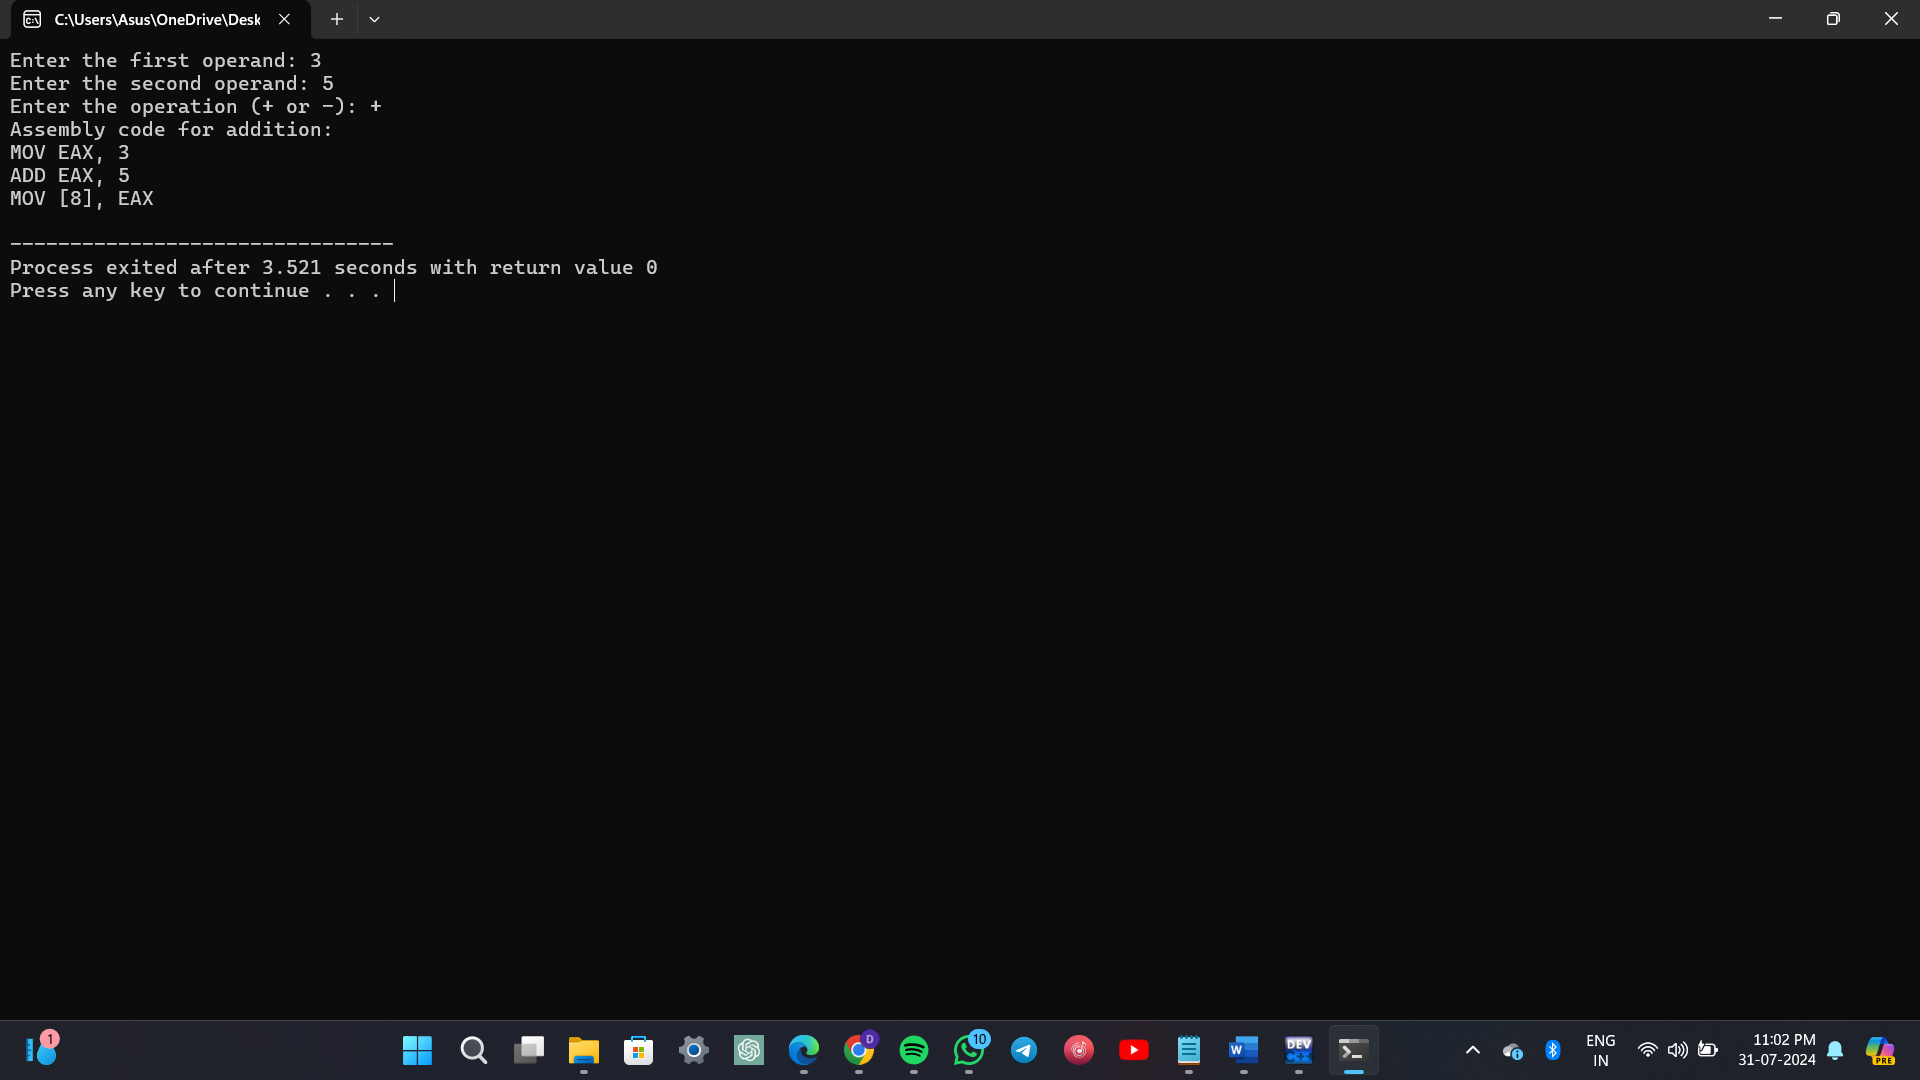 C:\Users\Asus\OneDrive\Desk
Enter the first operand: 3
Enter the second operand: 5
Enter the operation (+ or -): +
Assembly code for addition:
MOV EAX, 3
ADD EAX, 5
MOV [8], EAX
--------------------------------
Process exited after 3.521 seconds with return value 0
Press any key to continue . . .
1
D
10
W
DEV
C++
ENG
IN
11:02 PM
31-07-2024
PRE